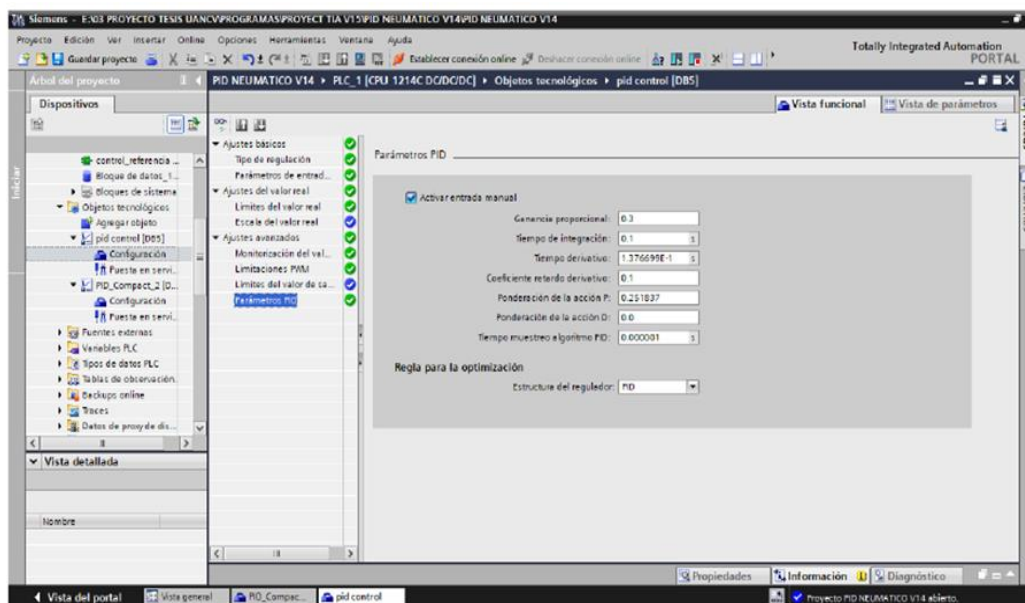 Siemens - E:\03 PROYECTO TESIS UANCV\PROGRAMAS\PROYECT TIA V15\PID NEUMATICO V14\PID NEUMATICO V14
Proyecto Edición Ver Insertar Online Opciones Herramientas Ventana Ayuda
Totally Integrated Automation
PORTAL
Guardar proyecto
Establecer conexión online
Deshacer conexión online
Árbol del proyecto
PID NEUMATICO V14 PLC_1 [CPU 1214C DC/DC/DC] Objetos tecnológicos pid control [DB5]
Dispositivos
Vista funcional
Vista de parámetros
Iniciar
control_referencia ...
Bloque de datos_1...
Bloques de sistema
Objetos tecnológicos
Agregar objeto
pid control [DB5]
Configuración
Puesta en servi...
PID_Compact_2 [D...
Configuración
Puesta en servi...
Fuentes externas
Variables PLC
Tipos de datos PLC
Tablas de observación...
Backups online
Traces
Datos de proxy de dis...
Vista detallada
Nombre
Ajustes básicos
Tipo de regulación
Parámetros de entrad...
Ajustes del valor real
Límites del valor real
Escala del valor real
Ajustes avanzados
Monitorización del val...
Limitaciones PWM
Límites del valor de sa...
Parámetros PID
Parámetros PID
Activar entrada manual
Ganancia proporcional: 0.3
Tiempo de integración: 0.1 s
Tiempo derivativo: 1.376699E-1 s
Coeficiente retardo derivativo: 0.1
Ponderación de la acción P: 0.251837
Ponderación de la acción D: 0.0
Tiempo muestreo algoritmo PID: 0.000001 s
Regla para la optimización
Estructura del regulador: PID
Propiedades
Información
Diagnóstico
Vista del portal
Vista general
PID_Compac...
pid control
Proyecto PID NEUMATICO V14 abierto.